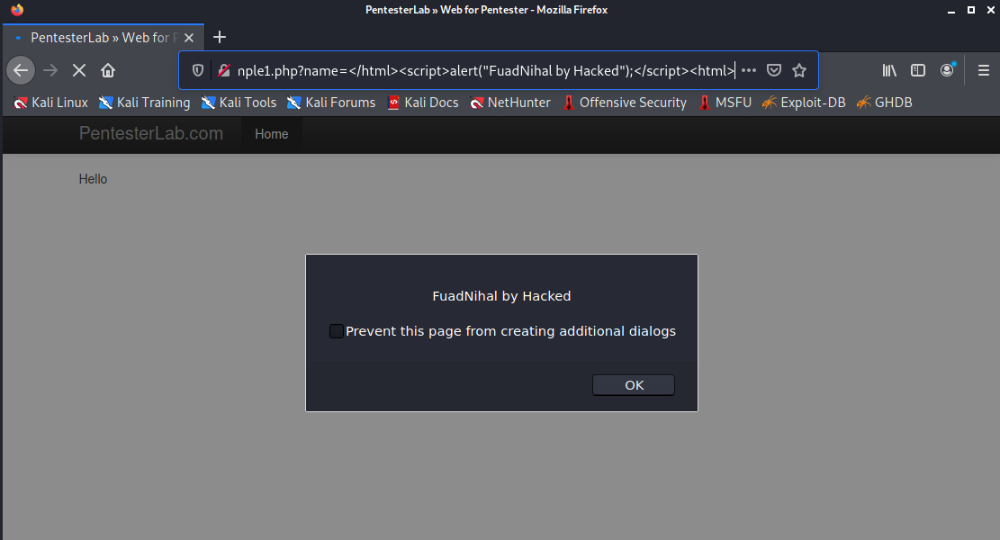 PentesterLab » Web for Pentester - Mozilla Firefox
PentesterLab » Web for P
nple1.php?name=</html><script>alert("FuadNihal by Hacked");</script><html>
Kali Linux Kali Training Kali Tools Kali Forums Kali Docs NetHunter Offensive Security MSFU Exploit-DB GHDB
PentesterLab.com Home
Hello
FuadNihal by Hacked
Prevent this page from creating additional dialogs
OK